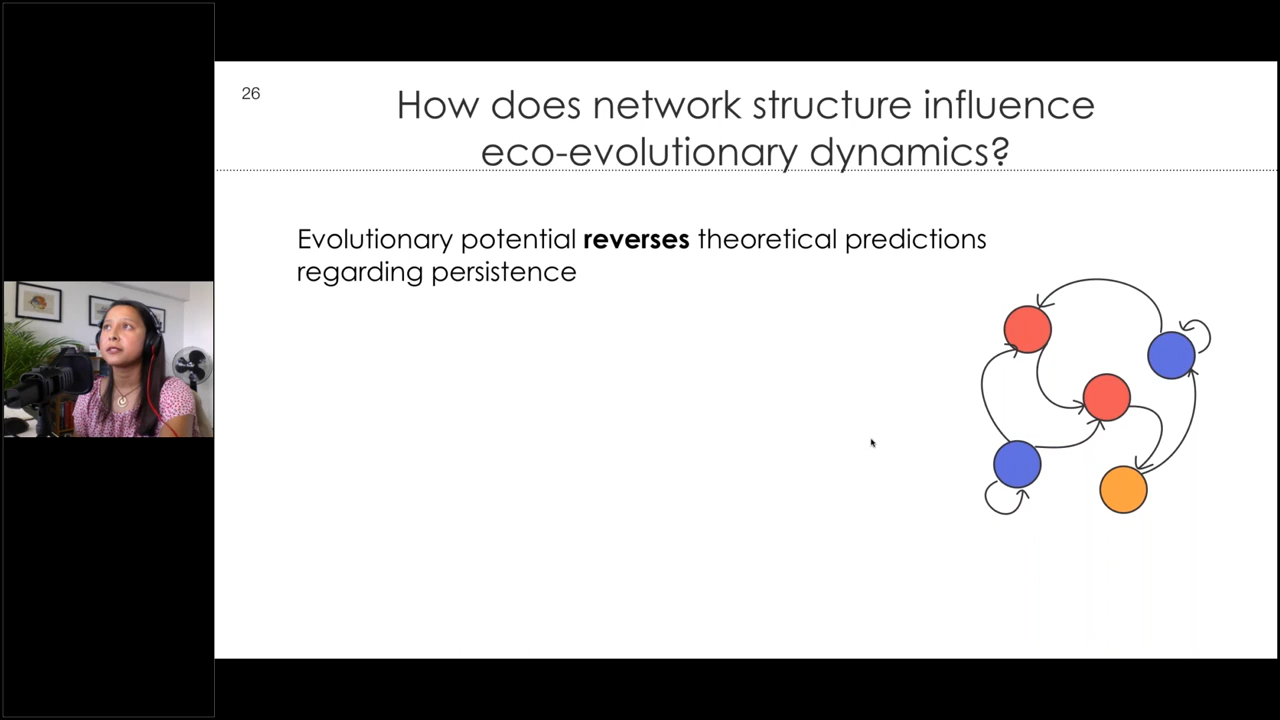 26
How does network structure influence
eco-evolutionary dynamics?
Evolutionary potential reverses theoretical predictions
regarding persistence